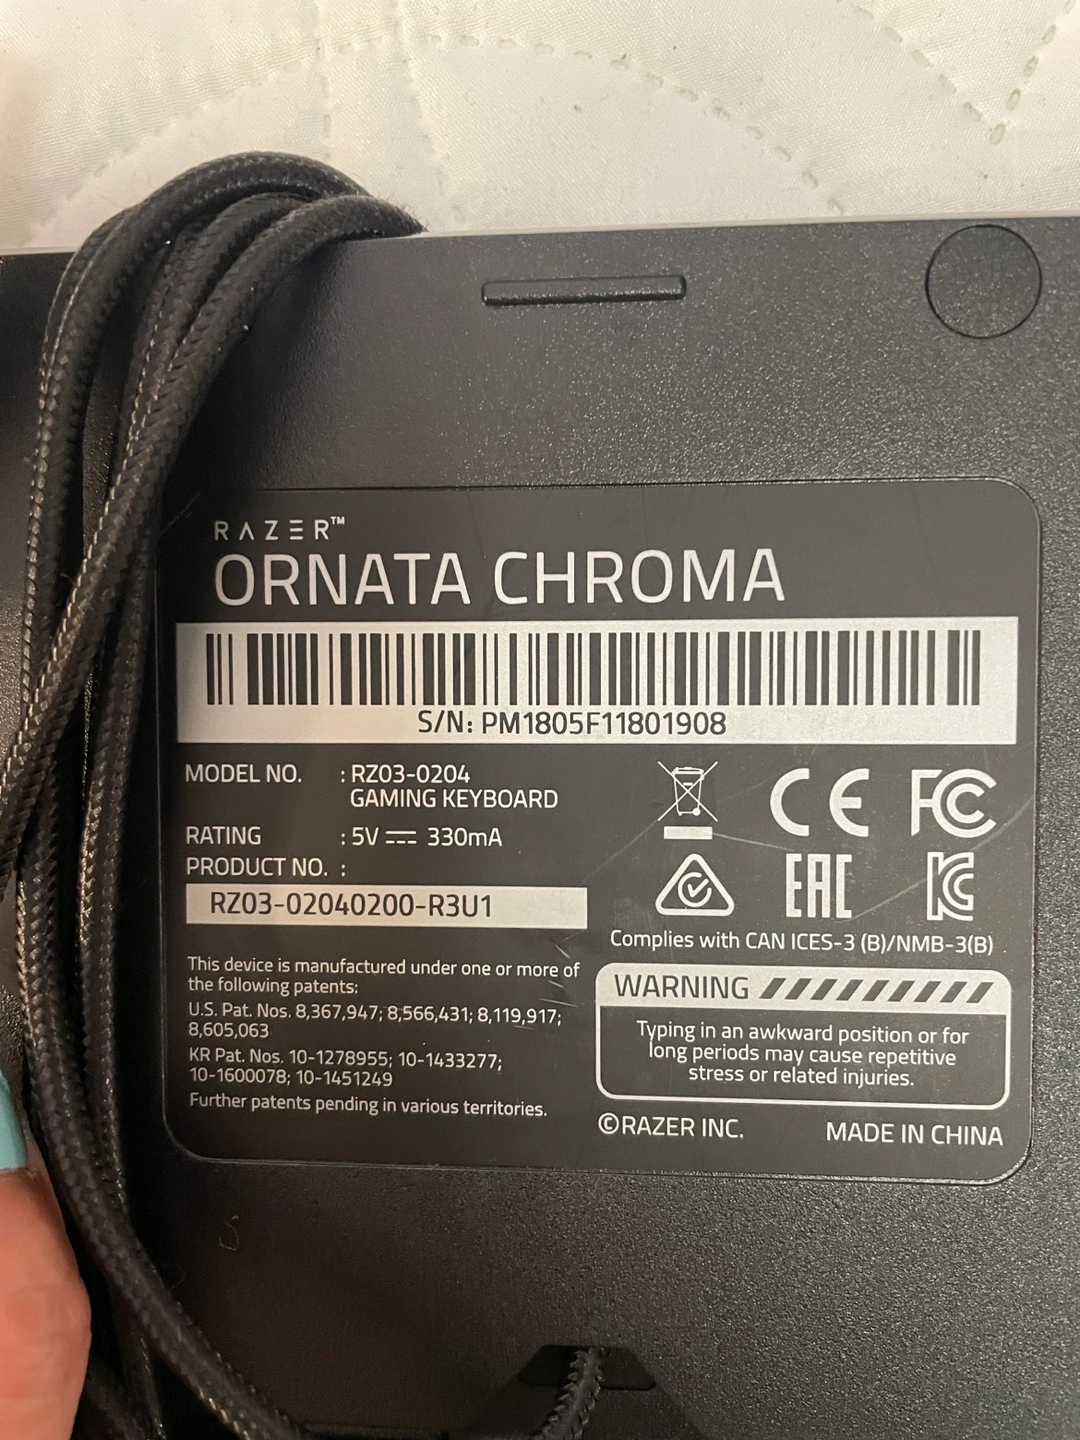 RAZER™
ORNATA CHROMA
S/N: PM1805F11801908
MODEL NO. : RZ03-0204
GAMING KEYBOARD
RATING : 5V ⎓ 330mA
PRODUCT NO. :
RZ03-02040200-R3U1
This device is manufactured under one or more of
the following patents:
U.S. Pat. Nos. 8,367,947; 8,566,431; 8,119,917;
8,605,063
KR Pat. Nos. 10-1278955; 10-1433277;
10-1600078; 10-1451249
Further patents pending in various territories.
CE FC
EAC KC
Complies with CAN ICES-3 (B)/NMB-3(B)
WARNING
Typing in an awkward position or for
long periods may cause repetitive
stress or related injuries.
©RAZER INC. MADE IN CHINA